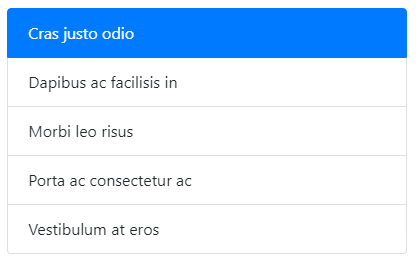 Cras justo odio
Dapibus ac facilisis in
Morbi leo risus
Porta ac consectetur ac
Vestibulum at eros